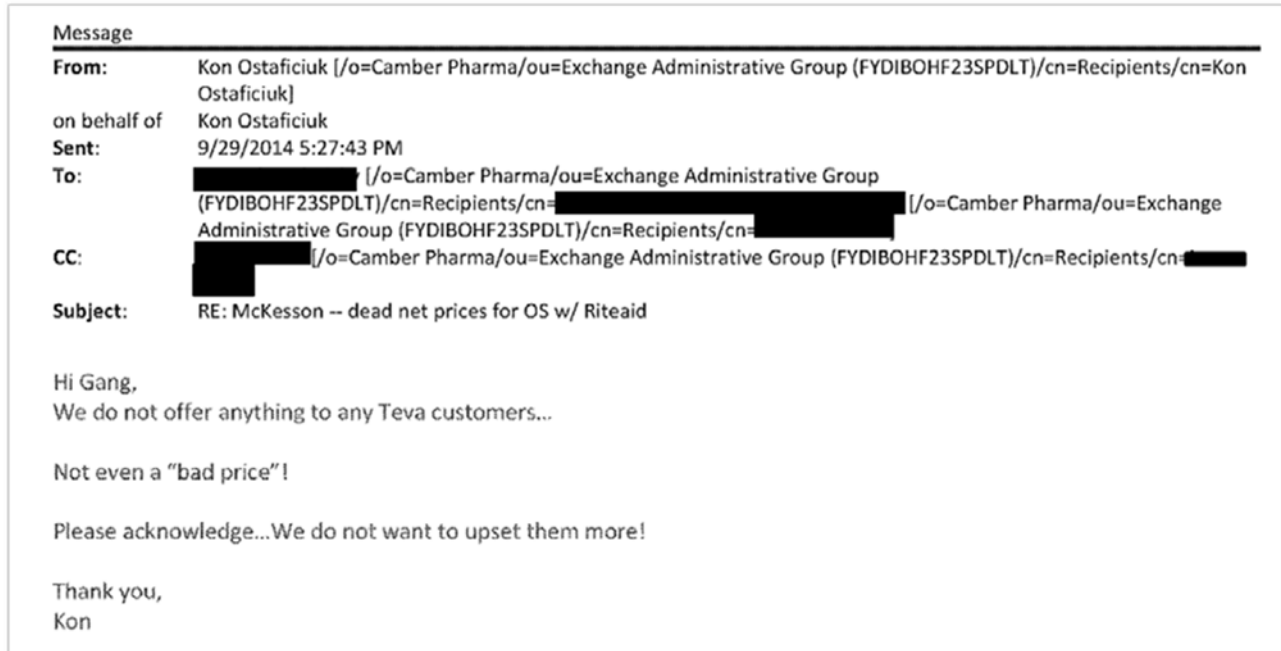 Message
From: Kon Ostaficiuk [/o=Camber Pharma/ou=Exchange Administrative Group (FYDIBOHF23SPDLT)/cn=Recipients/cn=Kon
Ostaficiuk]
on behalf of Kon Ostaficiuk
Sent: 9/29/2014 5:27:43 PM
To: [/o=Camber Pharma/ou=Exchange Administrative Group
(FYDIBOHF23SPDLT)/cn=Recipients/cn= [/o=Camber Pharma/ou=Exchange
Administrative Group (FYDIBOHF23SPDLT)/cn=Recipients/cn=
CC: [/o=Camber Pharma/ou=Exchange Administrative Group (FYDIBOHF23SPDLT)/cn=Recipients/cn=
Subject: RE: McKesson -- dead net prices for OS w/ Riteaid
Hi Gang,
We do not offer anything to any Teva customers...
Not even a “bad price”!
Please acknowledge...We do not want to upset them more!
Thank you,
Kon